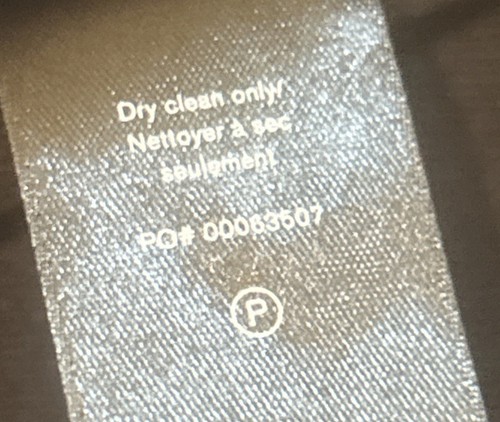 Dry clean only/
Nettoyer à sec
seulement
PO# 00063507
P